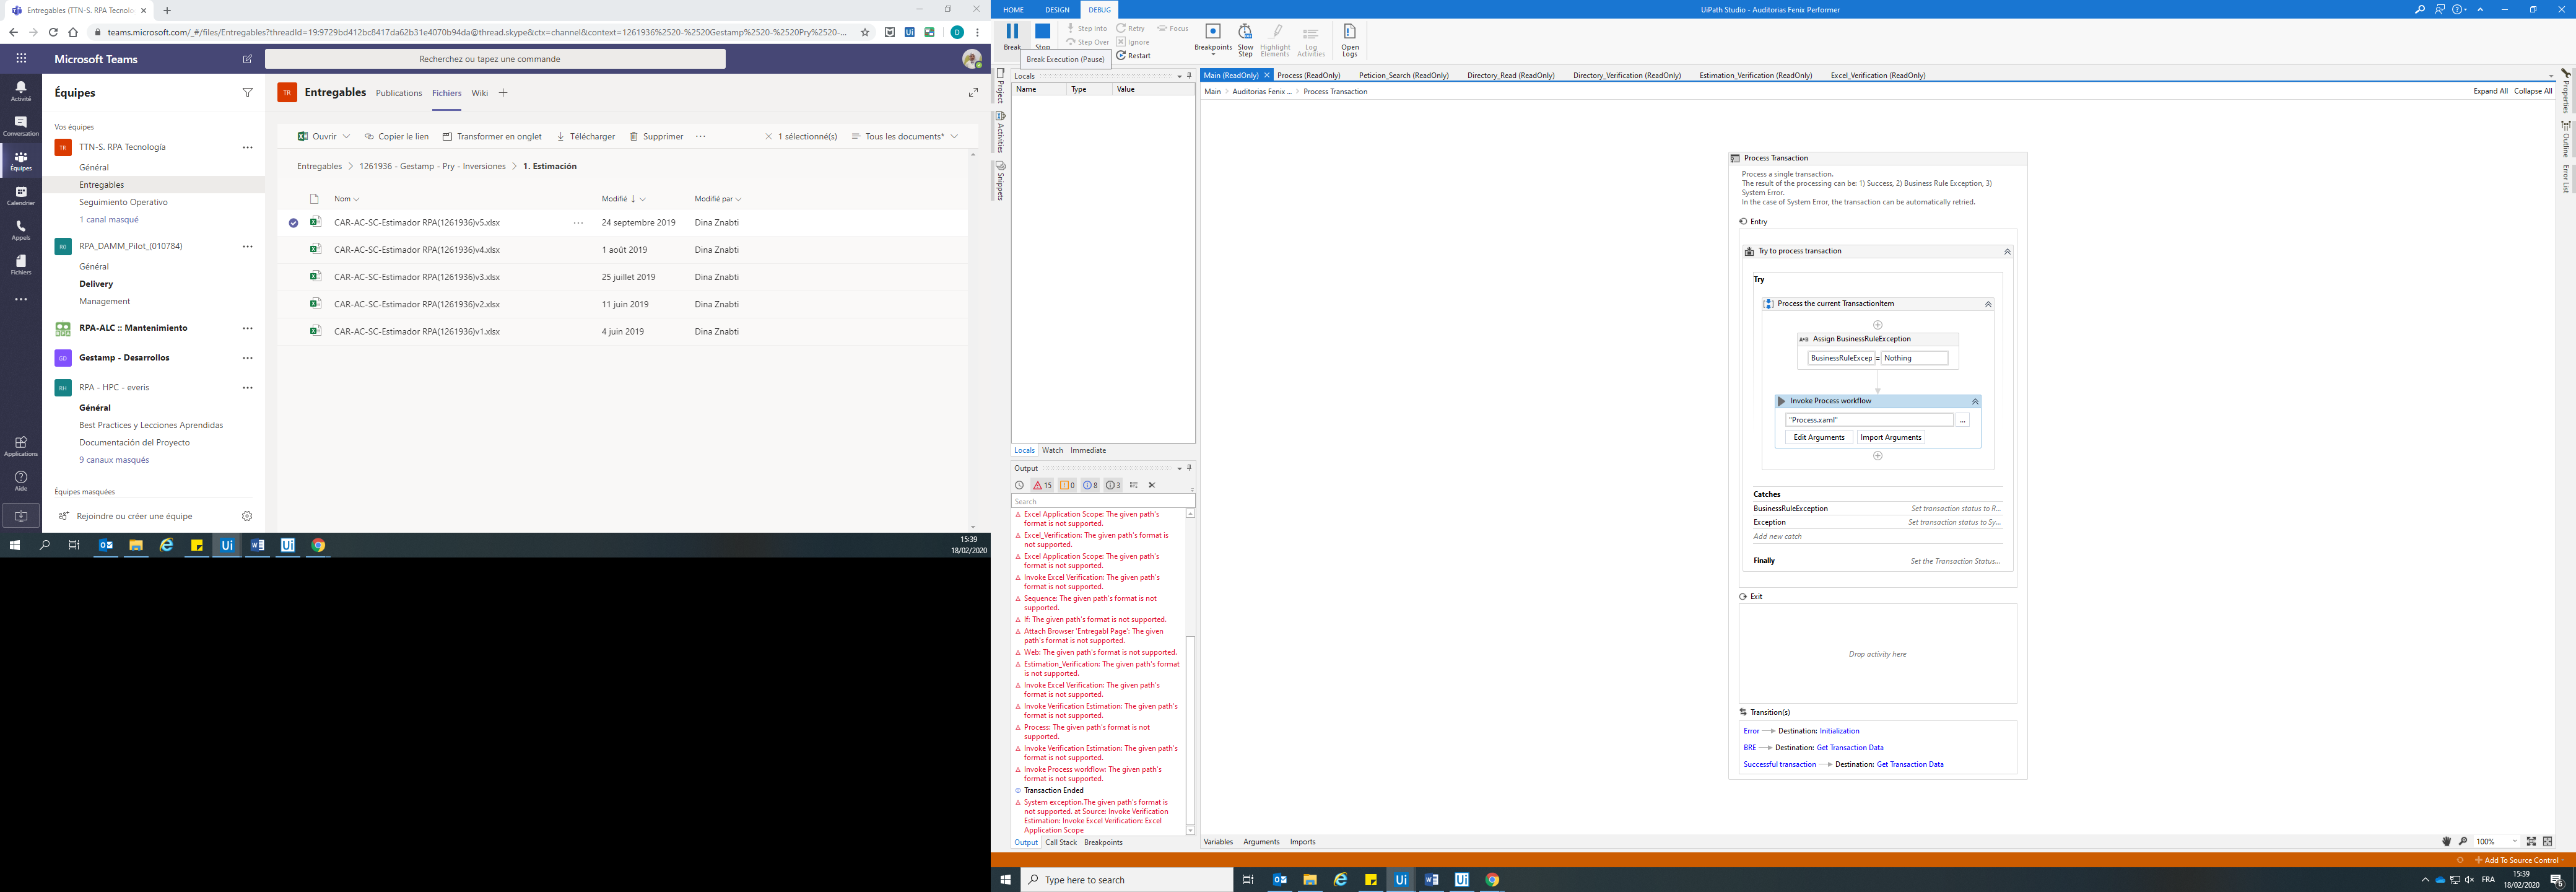 Entregables (TTN-S. RPA Tecnolo
teams.microsoft.com/_#/files/Entregables?threadId=19:9729bd412bc8417da62b31e4070b94da@thread.skype&ctx=channel&context=1261936%2520-%2520Gestamp%2520-%2520Pry%2520-...
Microsoft Teams
Recherchez ou tapez une commande
Activité
Conversation
Équipes
Calendrier
Appels
Fichiers
Applications
Aide
Équipes
Vos équipes
TR TTN-S. RPA Tecnología
Général
Entregables
Seguimiento Operativo
1 canal masqué
RD RPA_DAMM_Pilot_(010784)
Général
Delivery
Management
RPA-ALC :: Mantenimiento
GD Gestamp - Desarrollos
RH RPA - HPC - everis
Général
Best Practices y Lecciones Aprendidas
Documentación del Proyecto
9 canaux masqués
Équipes masquées
Rejoindre ou créer une équipe
TR Entregables Publications Fichiers Wiki
Ouvrir Copier le lien Transformer en onglet Télécharger Supprimer 1 sélectionné(s) Tous les documents*
Entregables > 1261936 - Gestamp - Pry - Inversiones > 1. Estimación
Nom Modifié Modifié par
CAR-AC-SC-Estimador RPA(1261936)v5.xlsx 24 septembre 2019 Dina Znabti
CAR-AC-SC-Estimador RPA(1261936)v4.xlsx 1 août 2019 Dina Znabti
CAR-AC-SC-Estimador RPA(1261936)v3.xlsx 25 juillet 2019 Dina Znabti
CAR-AC-SC-Estimador RPA(1261936)v2.xlsx 11 juin 2019 Dina Znabti
CAR-AC-SC-Estimador RPA(1261936)v1.xlsx 4 juin 2019 Dina Znabti
15:39
18/02/2020
HOME DESIGN DEBUG
UiPath Studio - Auditorias Fenix Performer
Break Stop
Step Into Retry Focus
Step Over Ignore
Restart
Breakpoints
Slow Step
Highlight Elements
Log Activities
Open Logs
Break Execution (Pause)
Project
Activities
Snippets
Locals
Name Type Value
Locals Watch Immediate
Output
15 0 8 3
Search
Excel Application Scope: The given path's
format is not supported.
Excel_Verification: The given path's format is
not supported.
Excel Application Scope: The given path's
format is not supported.
Invoke Excel Verification: The given path's
format is not supported.
Sequence: The given path's format is not
supported.
If: The given path's format is not supported.
Attach Browser 'Entregabl Page': The given
path's format is not supported.
Web: The given path's format is not supported.
Estimation_Verification: The given path's format
is not supported.
Invoke Excel Verification: The given path's
format is not supported.
Invoke Verification Estimation: The given path's
format is not supported.
Process: The given path's format is not
supported.
Invoke Verification Estimation: The given path's
format is not supported.
Invoke Process workflow: The given path's
format is not supported.
Transaction Ended
System exception.The given path's format is
not supported. at Source: Invoke Verification
Estimation: Invoke Excel Verification: Excel
Application Scope
Output Call Stack Breakpoints
Main (ReadOnly) Process (ReadOnly) Peticion_Search (ReadOnly) Directory_Read (ReadOnly) Directory_Verification (ReadOnly) Estimation_Verification (ReadOnly) Excel_Verification (ReadOnly)
Main > Auditorias Fenix ... > Process Transaction
Expand All Collapse All
Process Transaction
Process a single transaction.
The result of the processing can be: 1) Success, 2) Business Rule Exception, 3)
System Error.
In the case of System Error, the transaction can be automatically retried.
Entry
Try to process transaction
Try
Process the current TransactionItem
A*B Assign BusinessRuleException
BusinessRuleExcep = Nothing
Invoke Process workflow
"Process.xaml" ...
Edit Arguments Import Arguments
Catches
BusinessRuleException Set transaction status to R...
Exception Set transaction status to Sy...
Add new catch
Finally Set the Transaction Status...
Exit
Drop activity here
Transition(s)
Error Destination: Initialization
BRE Destination: Get Transaction Data
Successful transaction Destination: Get Transaction Data
Variables Arguments Imports
100%
Properties
Outline
Error List
Add To Source Control
Type here to search
FRA
15:39
18/02/2020